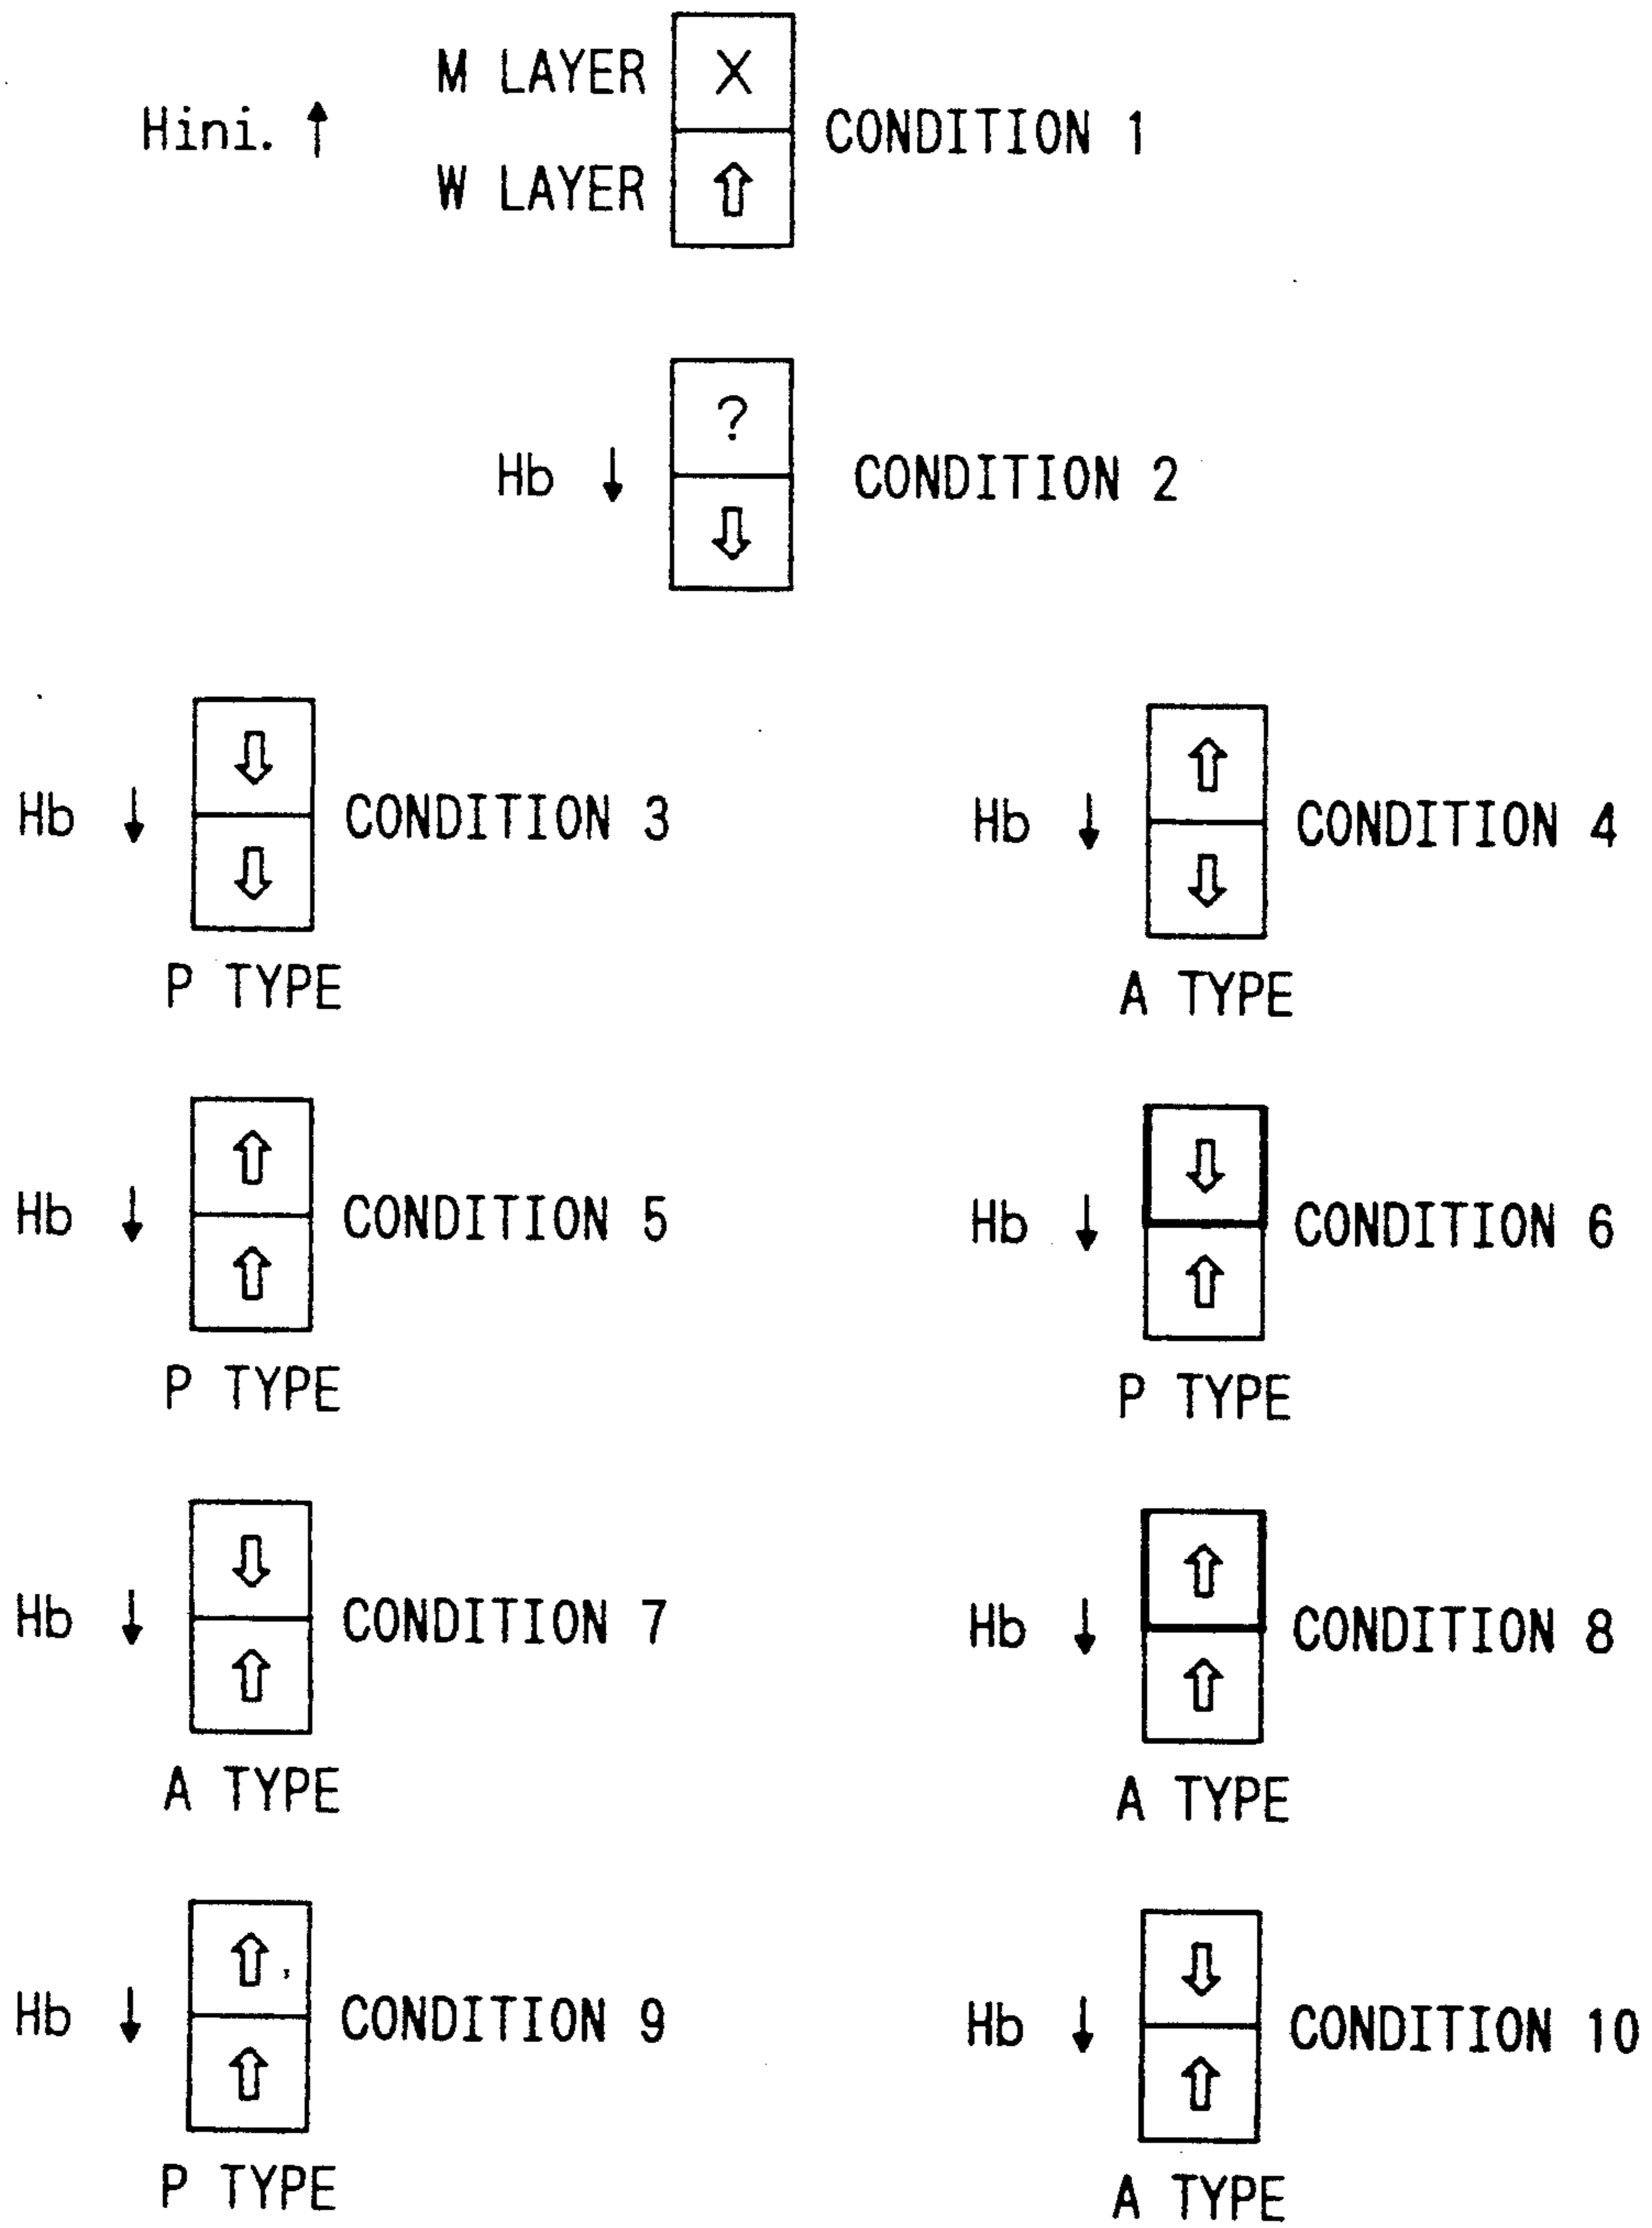 M LAYER X
Hini. ↑ CONDITION 1
W LAYER ⇧
?
Hb ↓ CONDITION 2
⇩
⇩ ⇧
Hb ↓ CONDITION 3 Hb ↓ CONDITION 4
⇩ ⇩
P TYPE A TYPE
⇧ ⇩
Hb ↓ CONDITION 5 Hb ↓ CONDITION 6
⇧ ⇧
P TYPE P TYPE
⇩ ⇧
Hb ↓ CONDITION 7 Hb ↓ CONDITION 8
⇧ ⇧
A TYPE A TYPE
⇧ ⇩
Hb ↓ CONDITION 9 Hb ↓ CONDITION 10
⇧ ⇧
P TYPE A TYPE